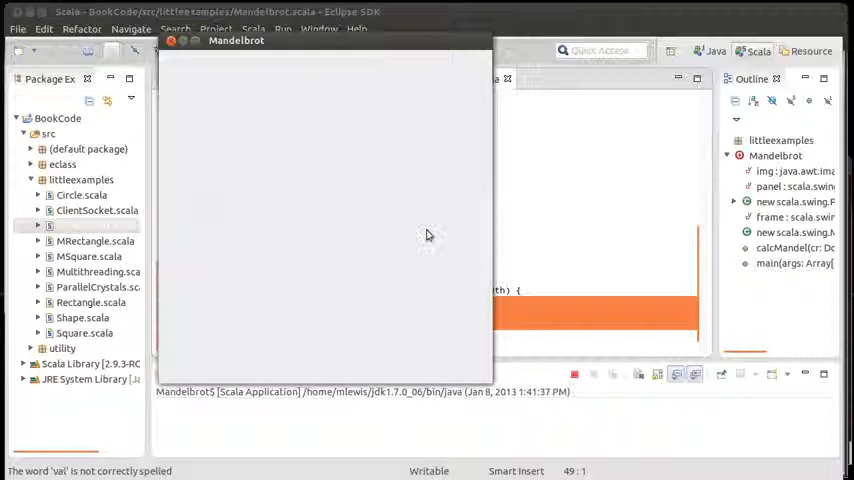 Scala - BookCode/src/littleexamples/Mandelbrot.scala - Eclipse SDK
File Edit Refactor Navigate Search Project Scala Run Window Help
Mandelbrot
Quick Access
Java
Scala
Resource
Package Ex
Outline
BookCode
src
(default package)
eclass
littleexamples
Circle.scala
ClientSocket.scala
MRectangle.scala
MSquare.scala
Multithreading.sca
ParallelCrystals.sc
Rectangle.scala
Shape.scala
Square.scala
utility
Scala Library [2.9.3-RC
JRE System Library [Ja
th) {
littleexamples
Mandelbrot
img : java.awt.ima
panel : scala.swing
new scala.swing.P
frame : scala.swing
new scala.swing.M
calcMandel(cr: Do
main(args: Array[
Mandelbrot$ [Scala Application] /home/mlewis/jdk1.7.0_06/bin/java (Jan 8, 2013 1:41:37 PM)
The word 'val' is not correctly spelled
Writable
Smart Insert
49 : 1